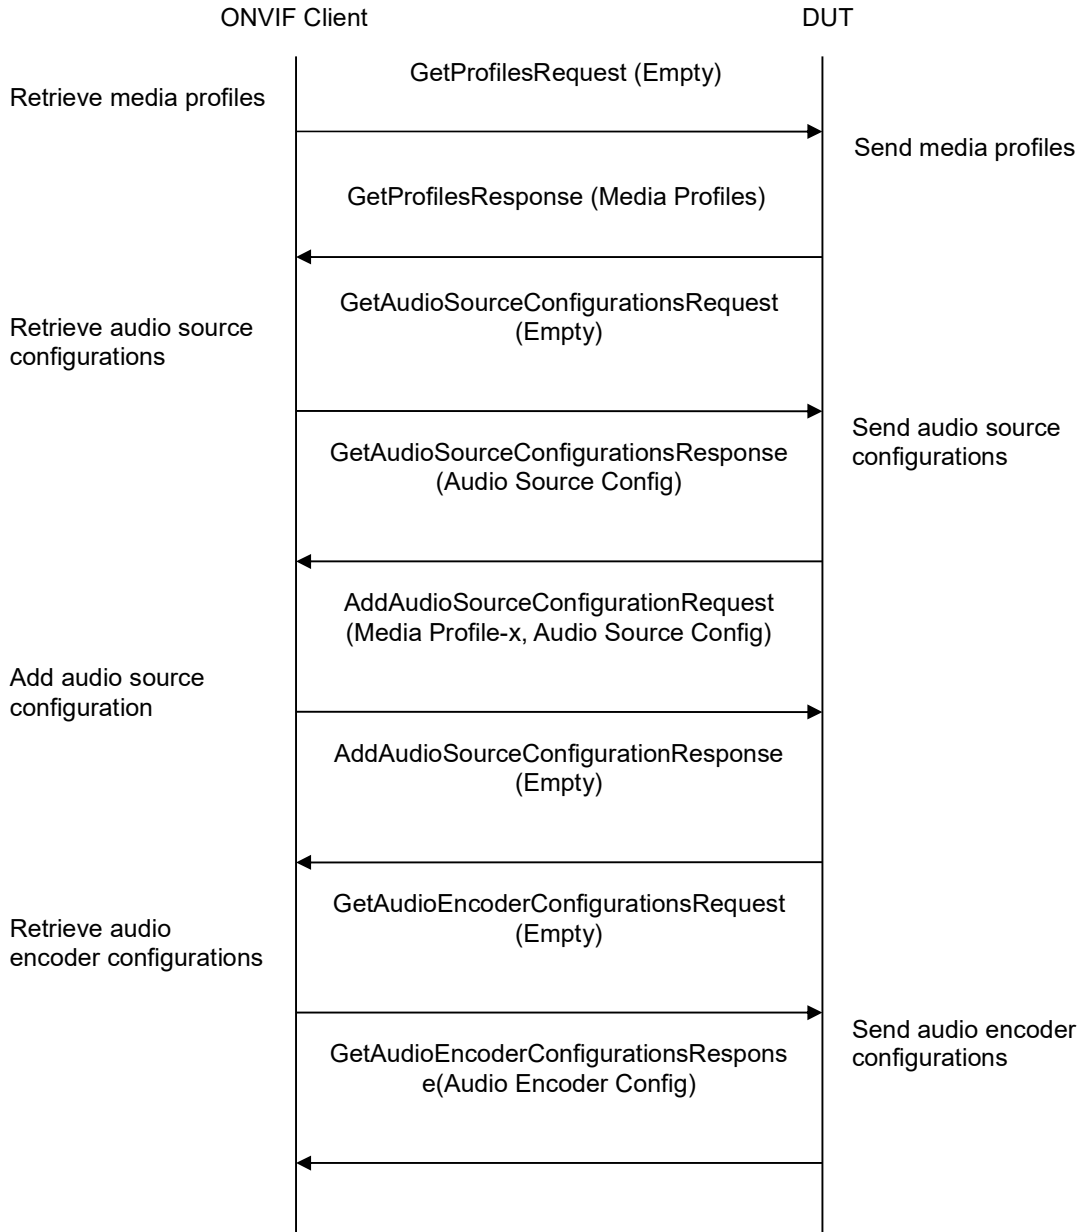 ONVIF Client
DUT
GetProfilesRequest (Empty)
Retrieve media profiles
Send media profiles
GetProfilesResponse (Media Profiles)
GetAudioSourceConfigurationsRequest
(Empty)
Retrieve audio source
configurations
Send audio source
configurations
GetAudioSourceConfigurationsResponse
(Audio Source Config)
AddAudioSourceConfigurationRequest
(Media Profile-x, Audio Source Config)
Add audio source
configuration
AddAudioSourceConfigurationResponse
(Empty)
GetAudioEncoderConfigurationsRequest
(Empty)
Retrieve audio
encoder configurations
Send audio encoder
configurations
GetAudioEncoderConfigurationsRespons
e(Audio Encoder Config)